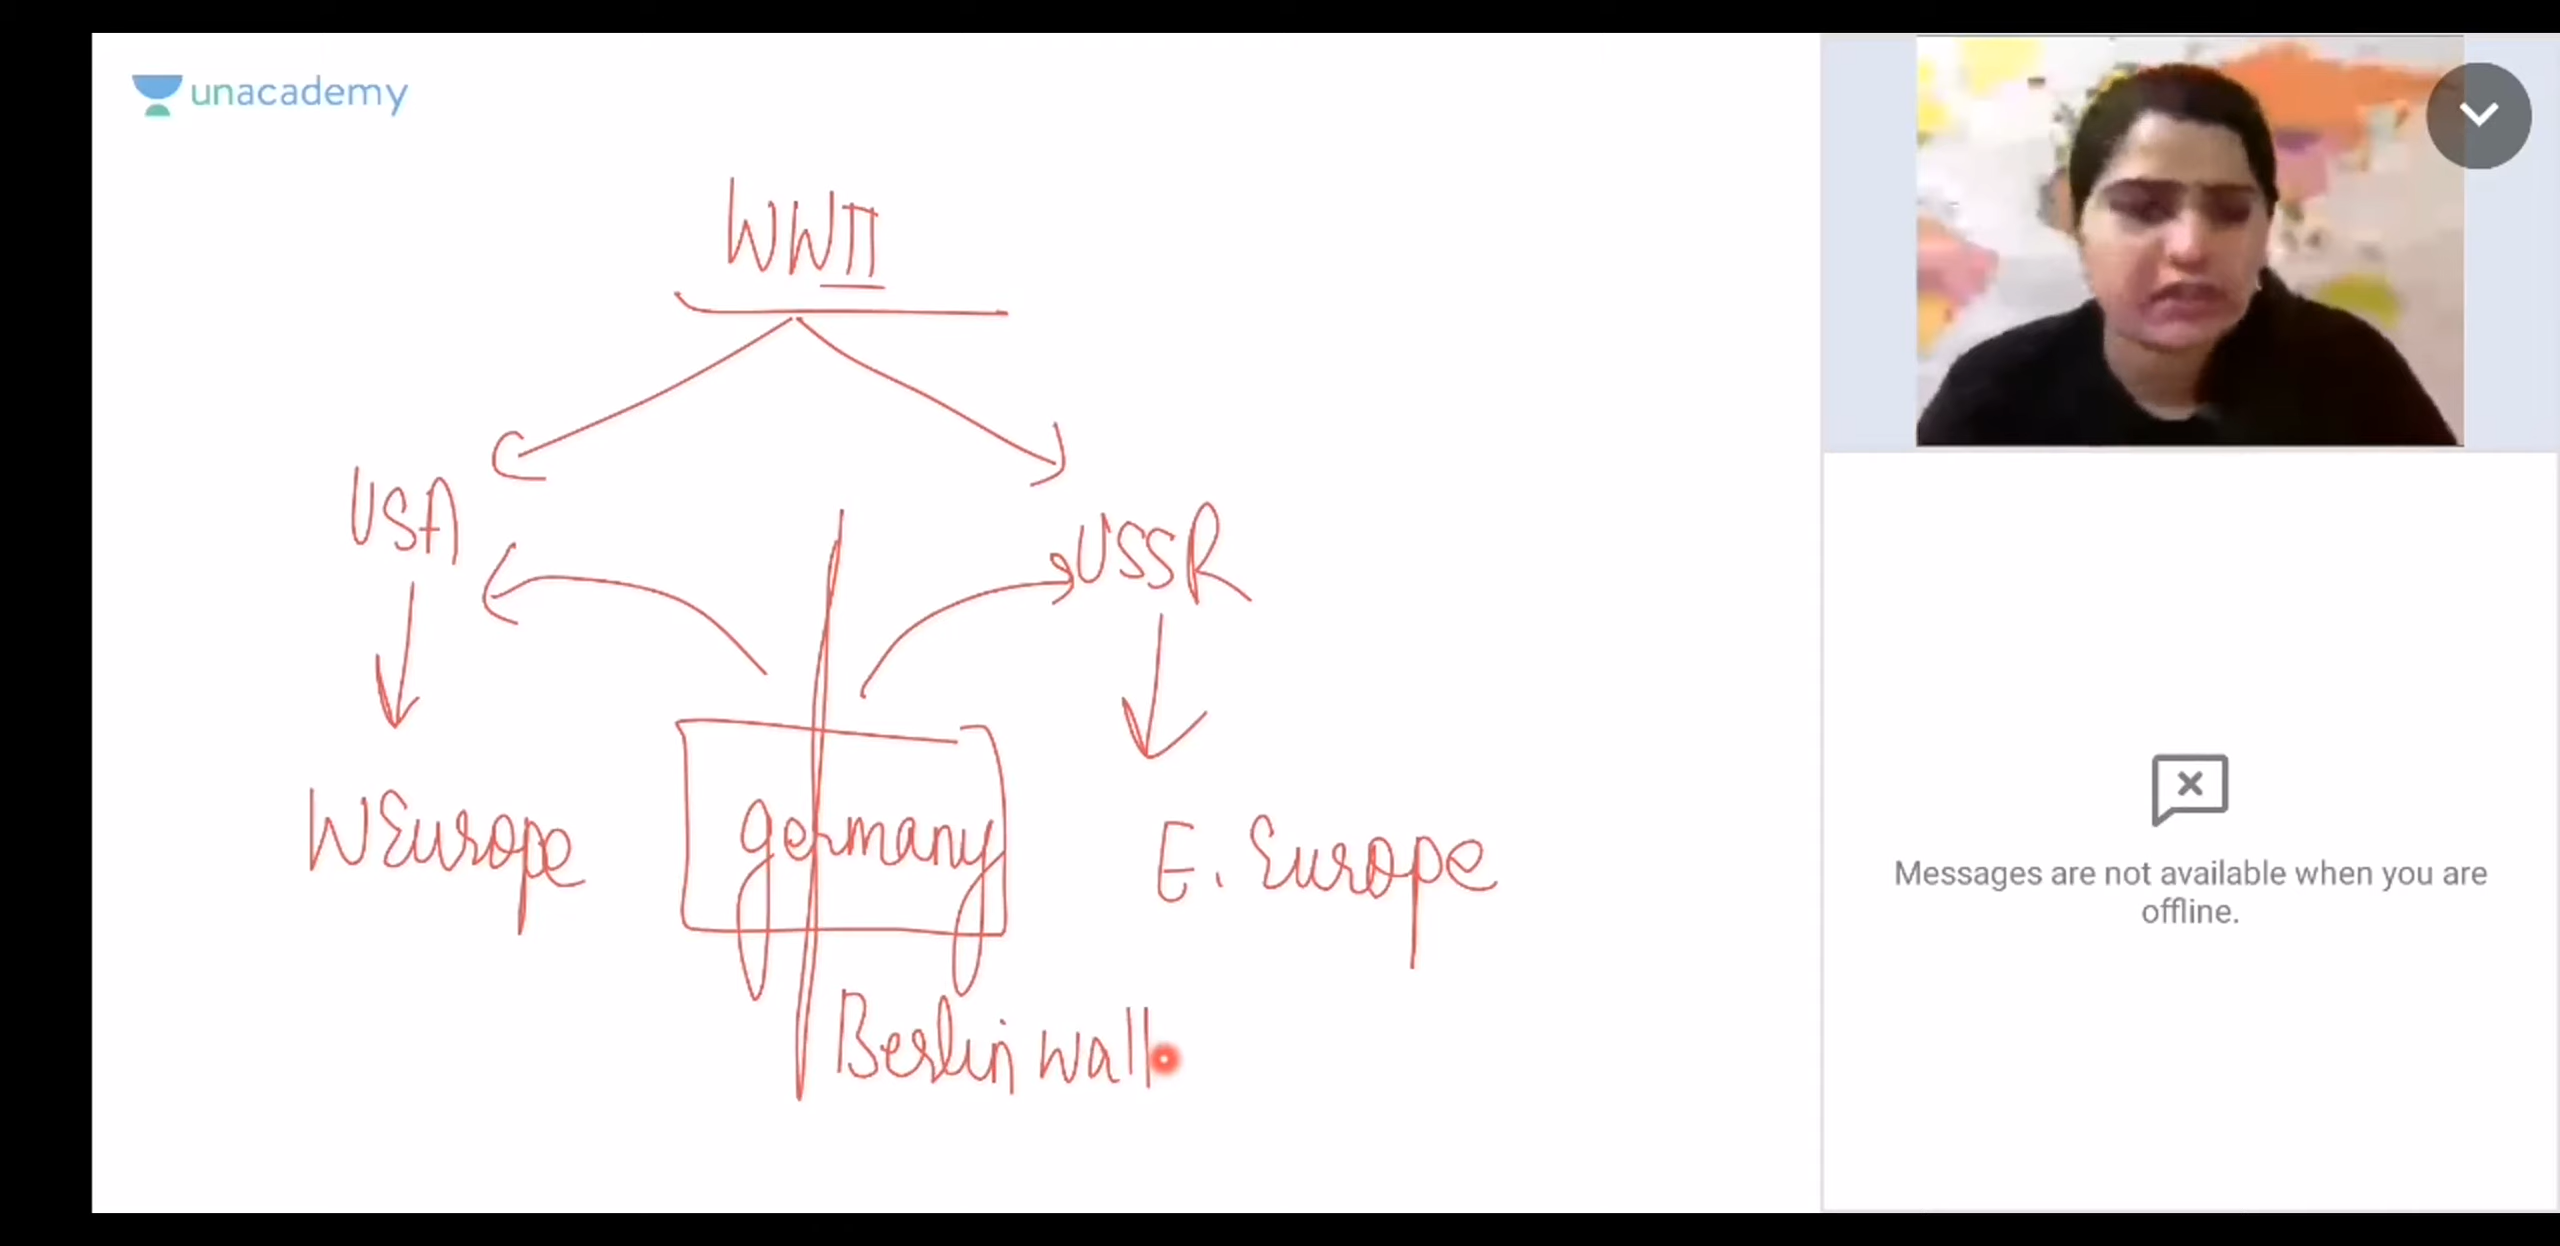 unacademy
WWII
USA
USSR
W Europe
germany
E. Europe
Berlin wall
Messages are not available when you are
offline.